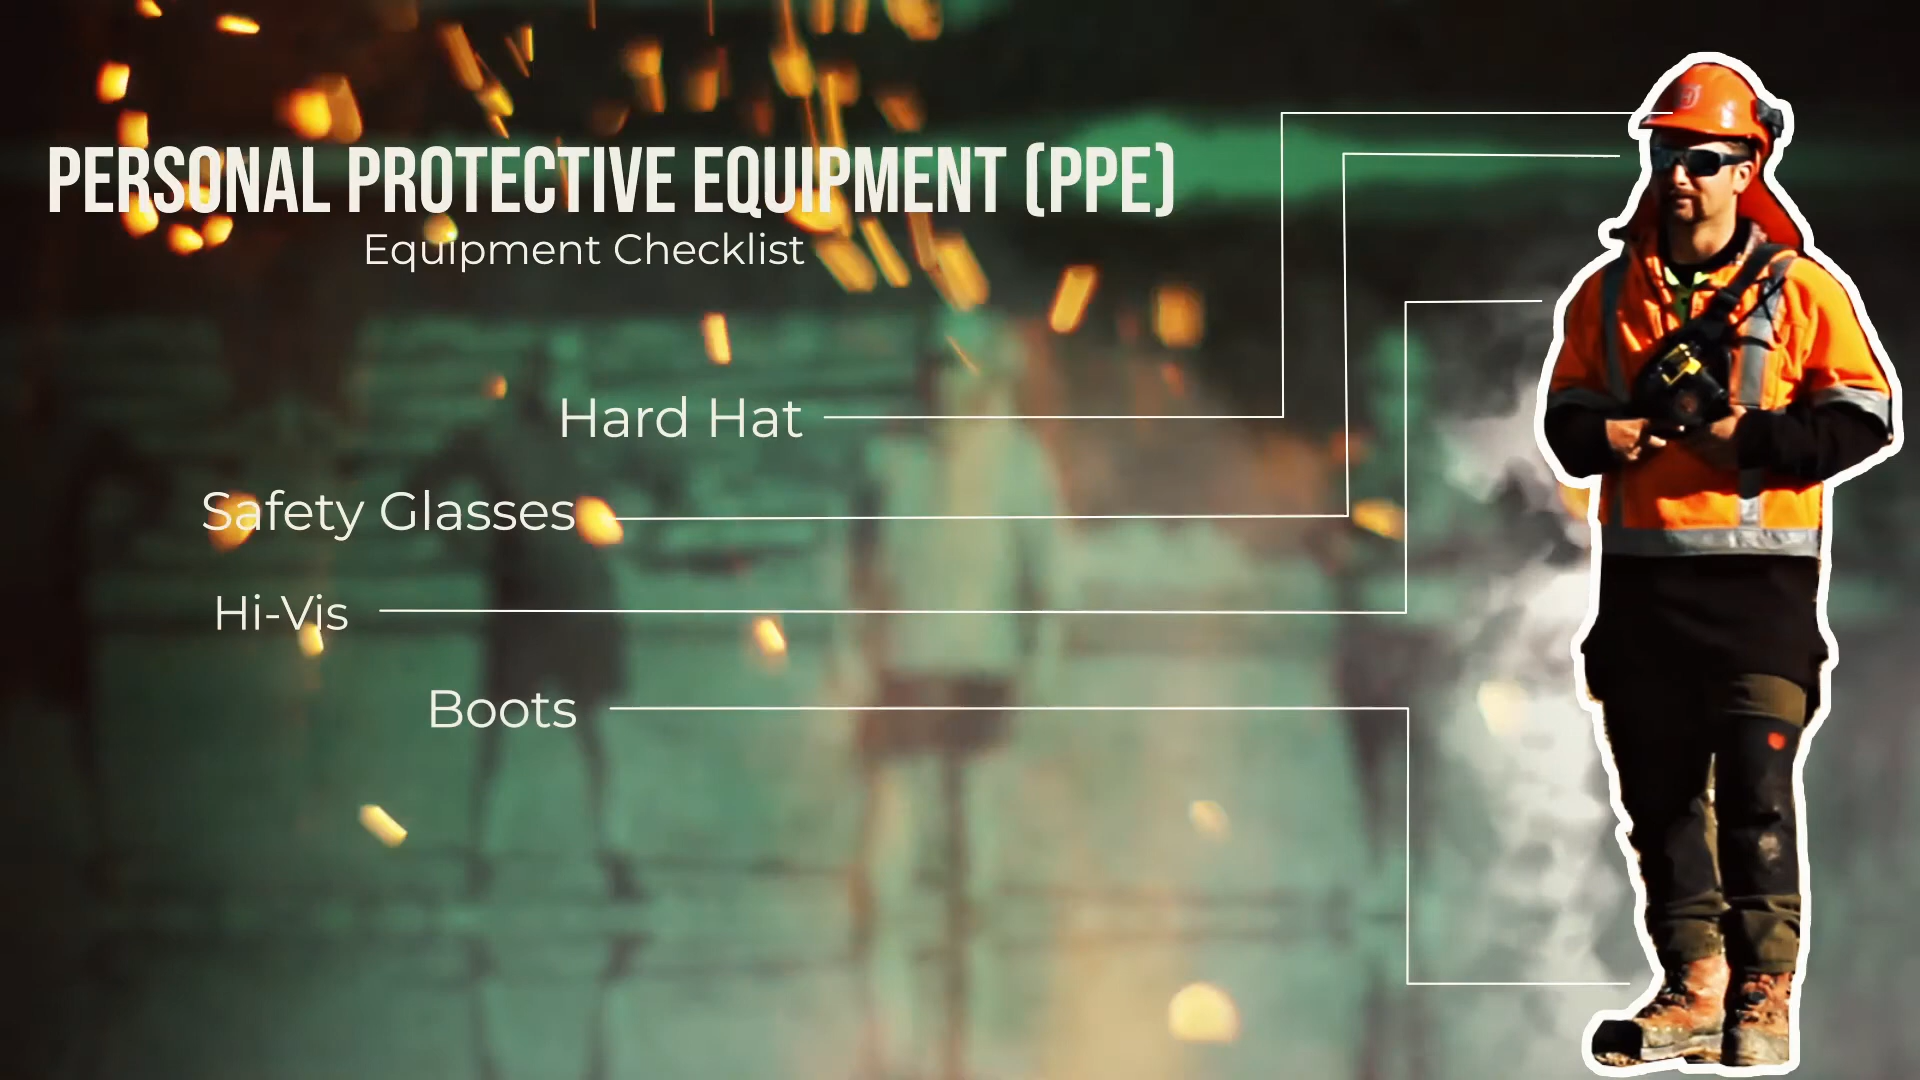 PERSONAL PROTECTIVE EQUIPMENT (PPE)
Equipment Checklist
Hard Hat
Safety Glasses
Hi-Vis
Boots